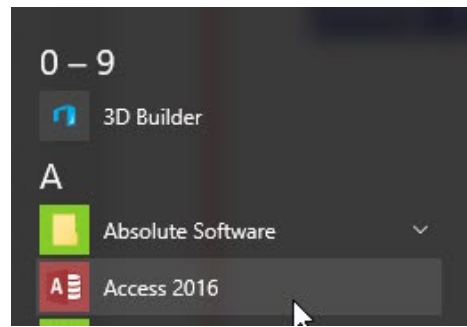 0 – 9
3D Builder
A
Absolute Software
A
Access 2016